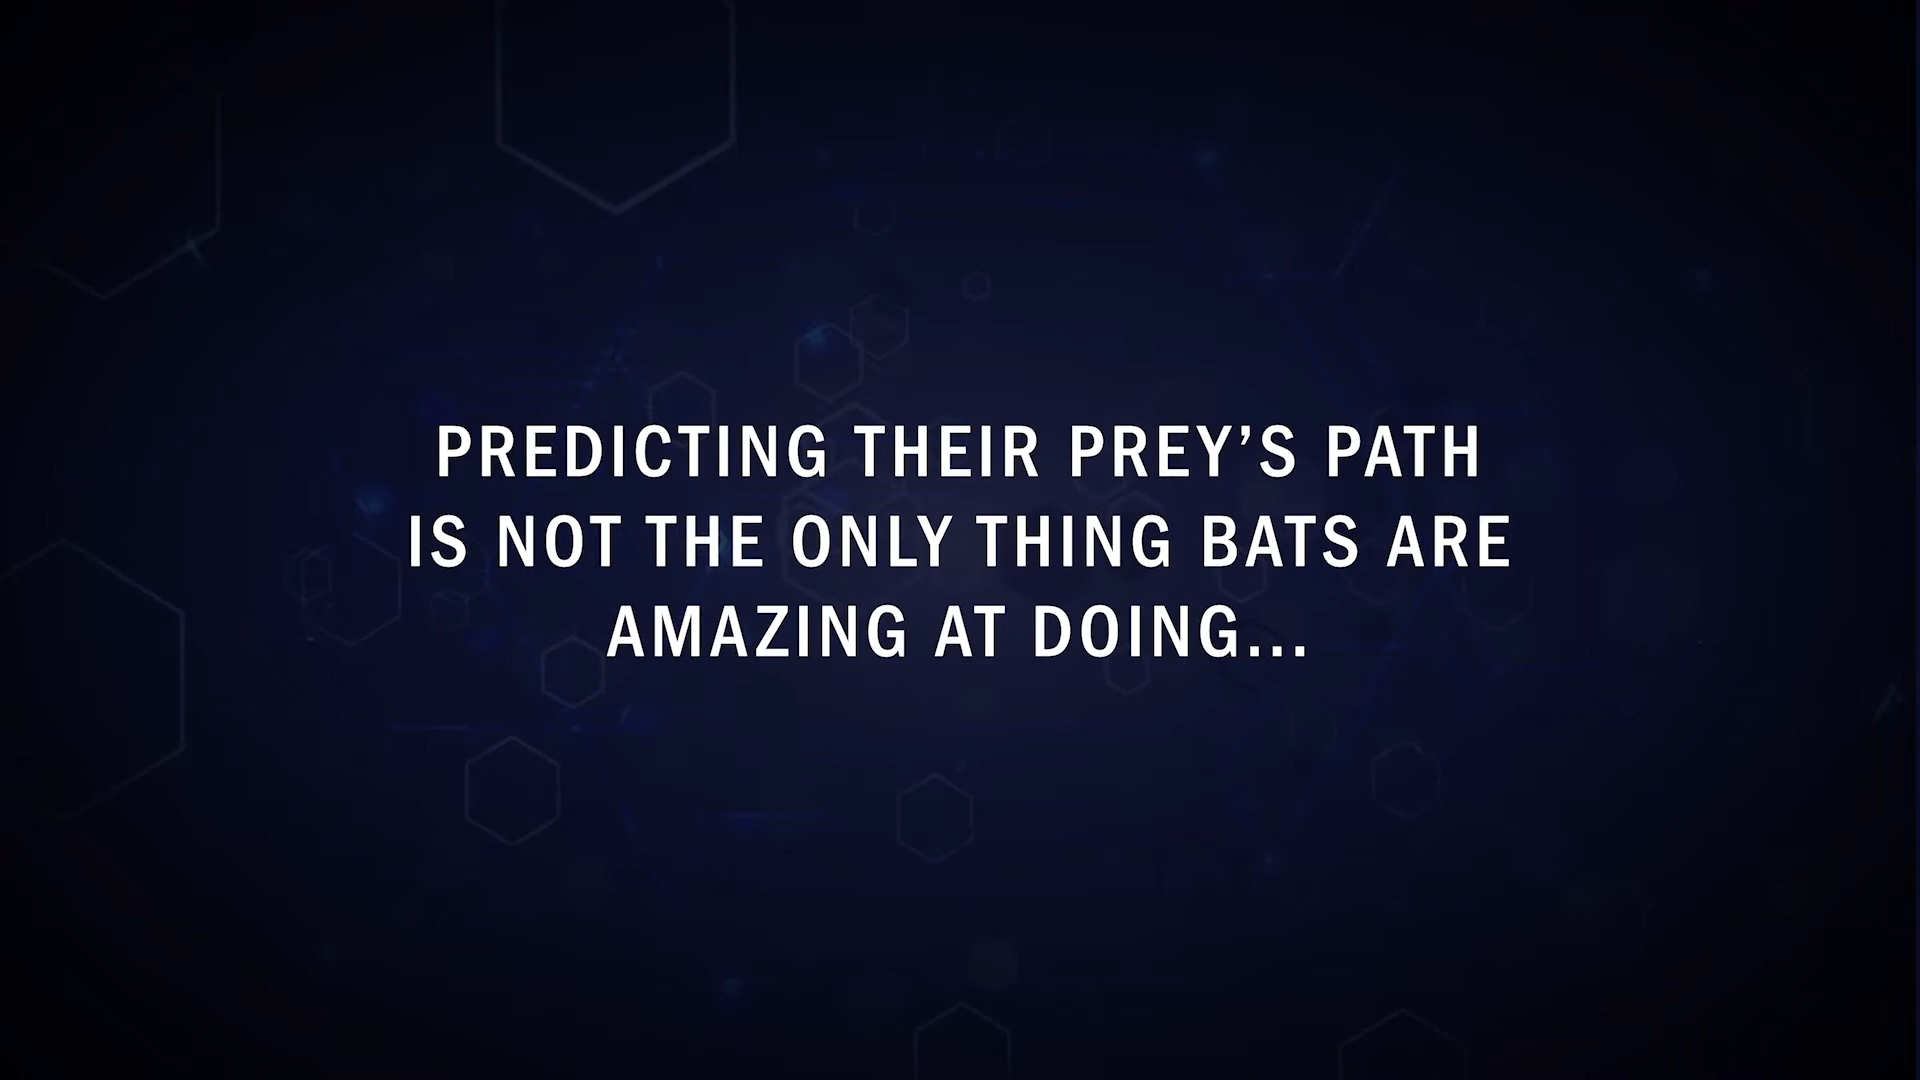 PREDICTING THEIR PREY’S PATH
IS NOT THE ONLY THING BATS ARE
AMAZING AT DOING...